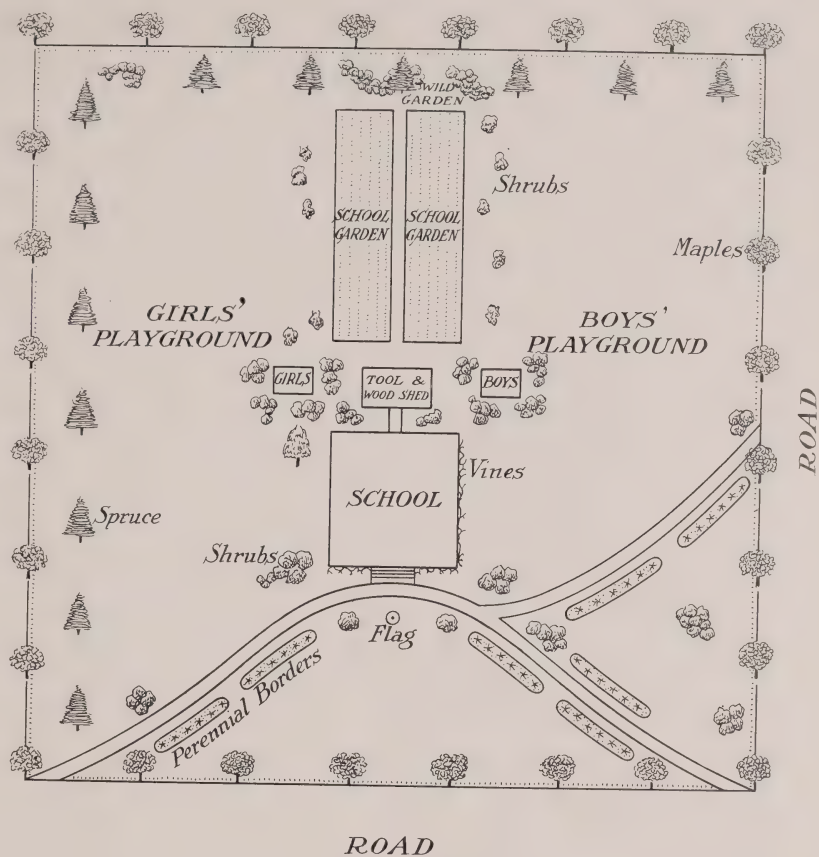 WILD
GARDEN
Shrubs
SCHOOL
GARDEN
SCHOOL
GARDEN
Maples
GIRLS'
PLAYGROUND
BOYS'
PLAYGROUND
GIRLS
TOOL &
WOOD SHED
BOYS
ROAD
Vines
SCHOOL
Spruce
Shrubs
Flag
Perennial Borders
ROAD